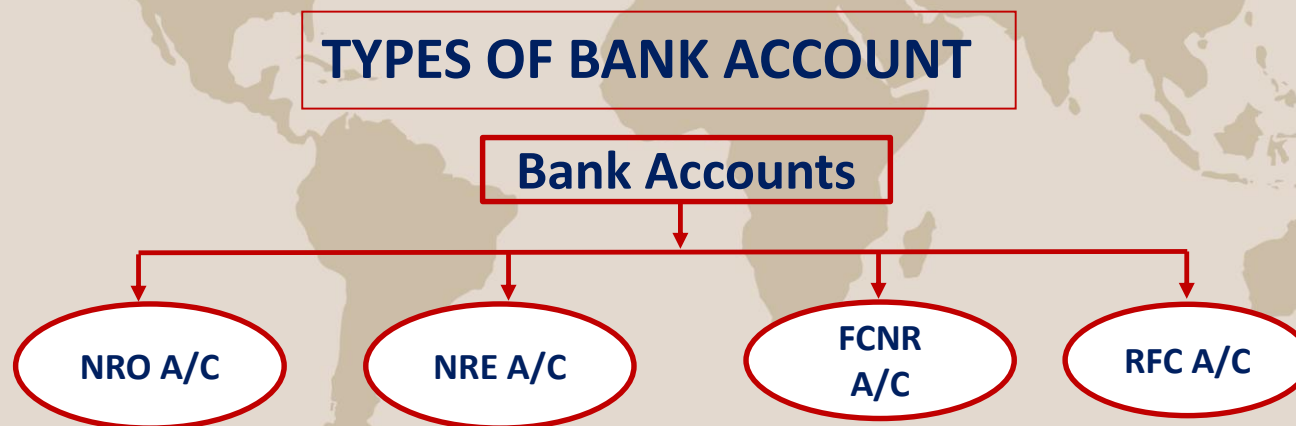 TYPES OF BANK ACCOUNT
Bank Accounts
NRO A/C
NRE A/C
FCNR
A/C
RFC A/C